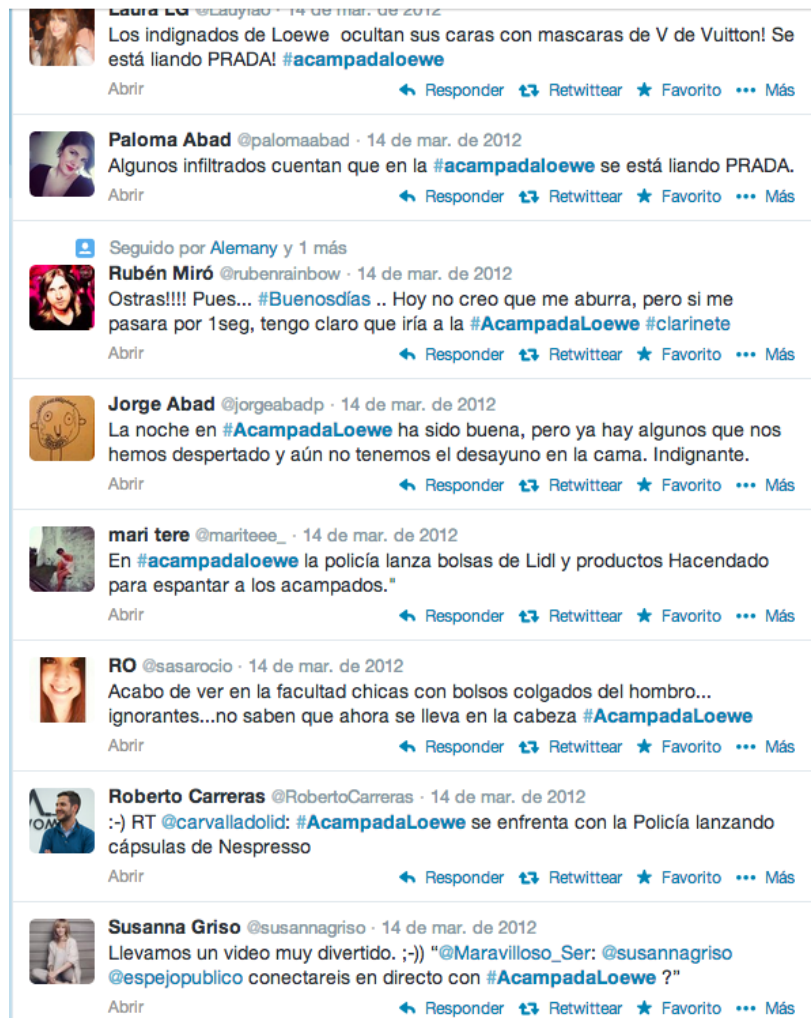 Laura LG @Ladylao · 14 de mar. de 2012
Los indignados de Loewe ocultan sus caras con mascaras de V de Vuitton! Se
está liando PRADA! #acampadaloewe
Abrir Responder Retwittear Favorito Más
Paloma Abad @palomaabad · 14 de mar. de 2012
Algunos infiltrados cuentan que en la #acampadaloewe se está liando PRADA.
Abrir Responder Retwittear Favorito Más
Seguido por Alemany y 1 más
Rubén Miró @rubenrainbow · 14 de mar. de 2012
Ostras!!!! Pues... #Buenosdías .. Hoy no creo que me aburra, pero si me
pasara por 1seg, tengo claro que iría a la #AcampadaLoewe #clarinete
Abrir Responder Retwittear Favorito Más
Jorge Abad @jorgeabadp · 14 de mar. de 2012
La noche en #AcampadaLoewe ha sido buena, pero ya hay algunos que nos
hemos despertado y aún no tenemos el desayuno en la cama. Indignante.
Abrir Responder Retwittear Favorito Más
mari tere @mariteee_ · 14 de mar. de 2012
En #acampadaloewe la policía lanza bolsas de Lidl y productos Hacendado
para espantar a los acampados."
Abrir Responder Retwittear Favorito Más
RO @sasarocio · 14 de mar. de 2012
Acabo de ver en la facultad chicas con bolsos colgados del hombro...
ignorantes...no saben que ahora se lleva en la cabeza #AcampadaLoewe
Abrir Responder Retwittear Favorito Más
Roberto Carreras @RobertoCarreras · 14 de mar. de 2012
:-) RT @carvalladolid: #AcampadaLoewe se enfrenta con la Policía lanzando
cápsulas de Nespresso
Abrir Responder Retwittear Favorito Más
Susanna Griso @susannagriso · 14 de mar. de 2012
Llevamos un video muy divertido. ;-)) “@Maravilloso_Ser: @susannagriso
@espejopublico conectareis en directo con #AcampadaLoewe ?”
Abrir Responder Retwittear Favorito Más